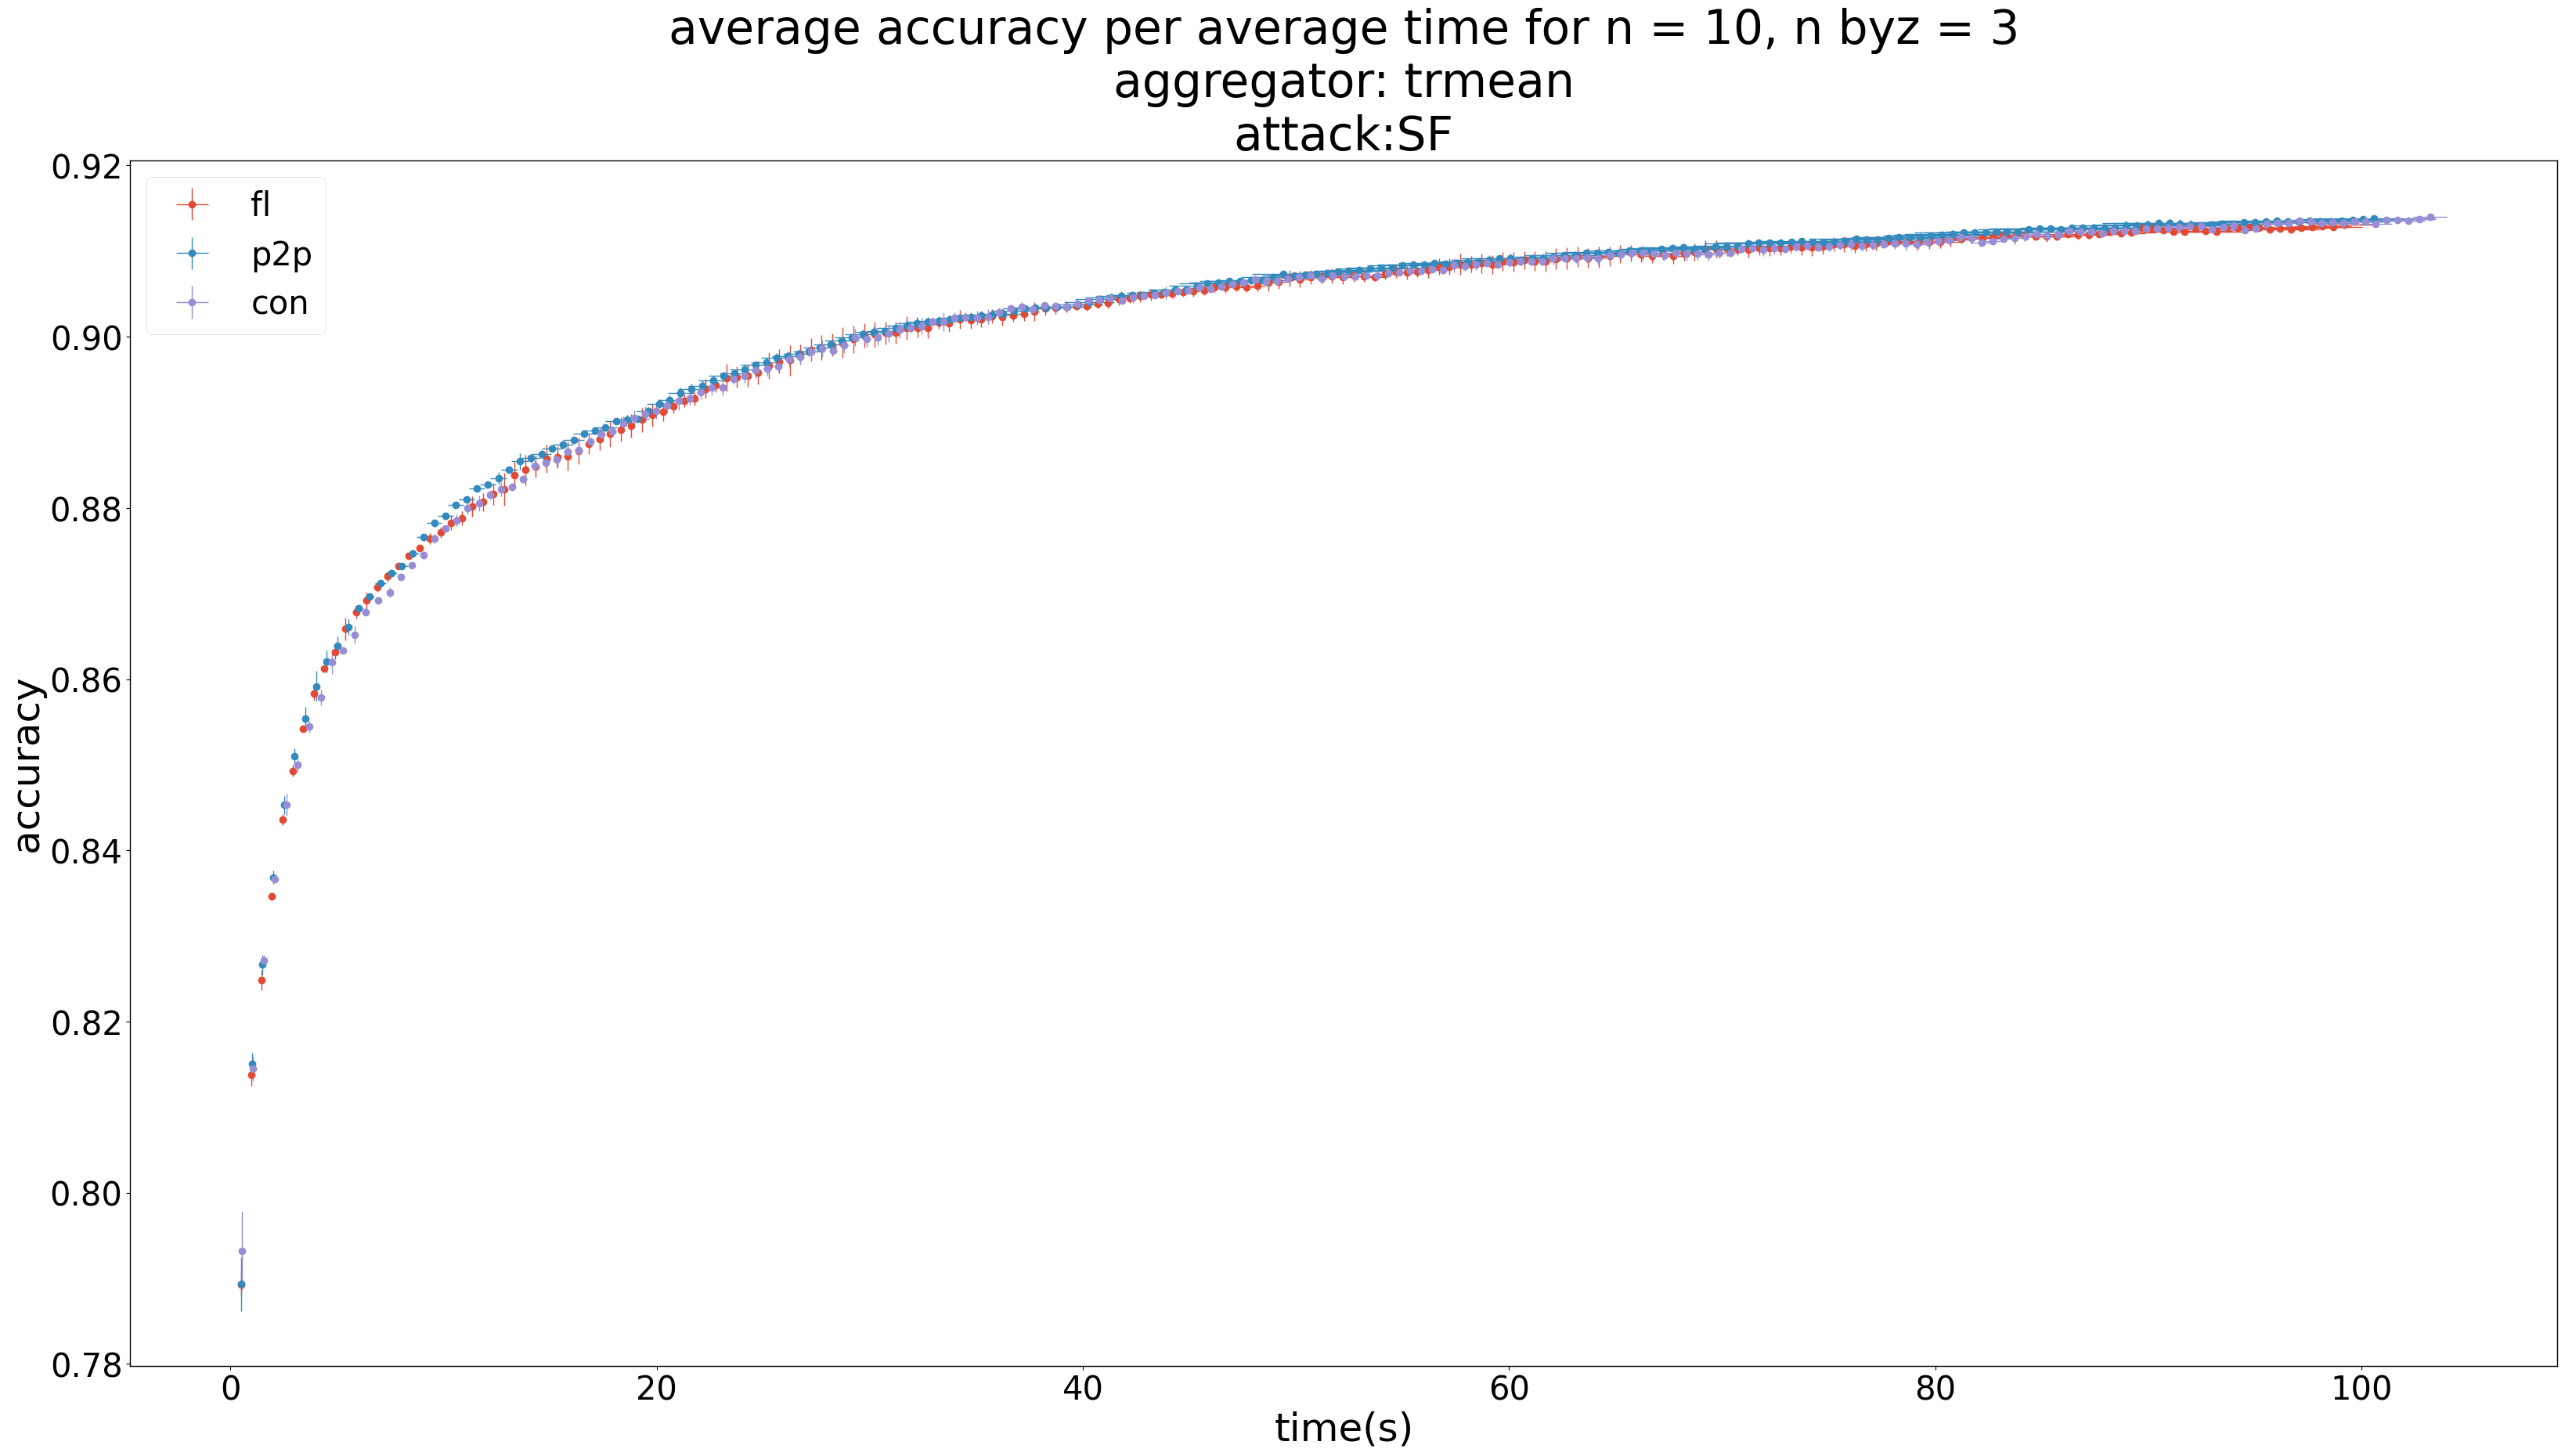 average accuracy per average time for n = 10, n byz = 3
aggregator: trmean
attack:SF
fl
p2p
con
0.92
0.90
0.88
0.86
0.84
0.82
0.80
0.78
accuracy
0
20
40
60
80
100
time(s)